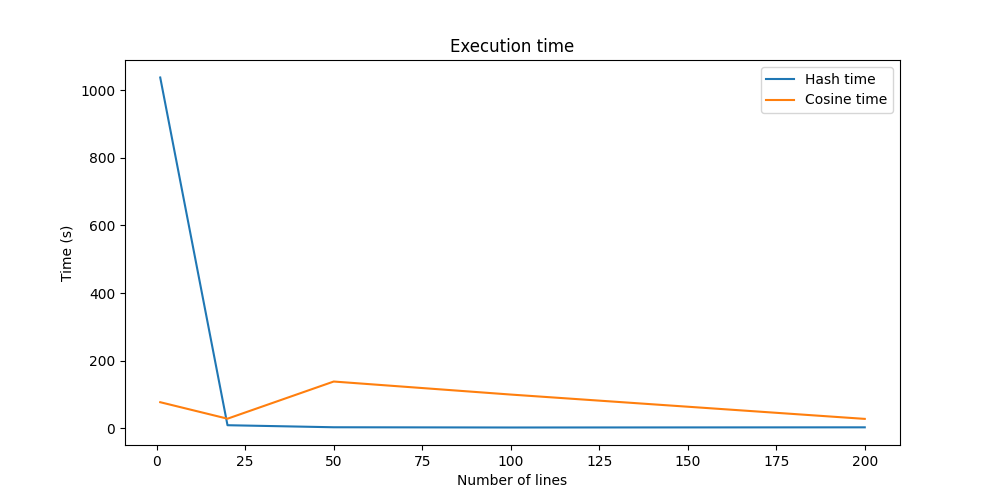 Execution time
Hash time
Cosine time
1000
800
600
400
200
0
Time (s)
0 25 50 75 100 125 150 175 200
Number of lines